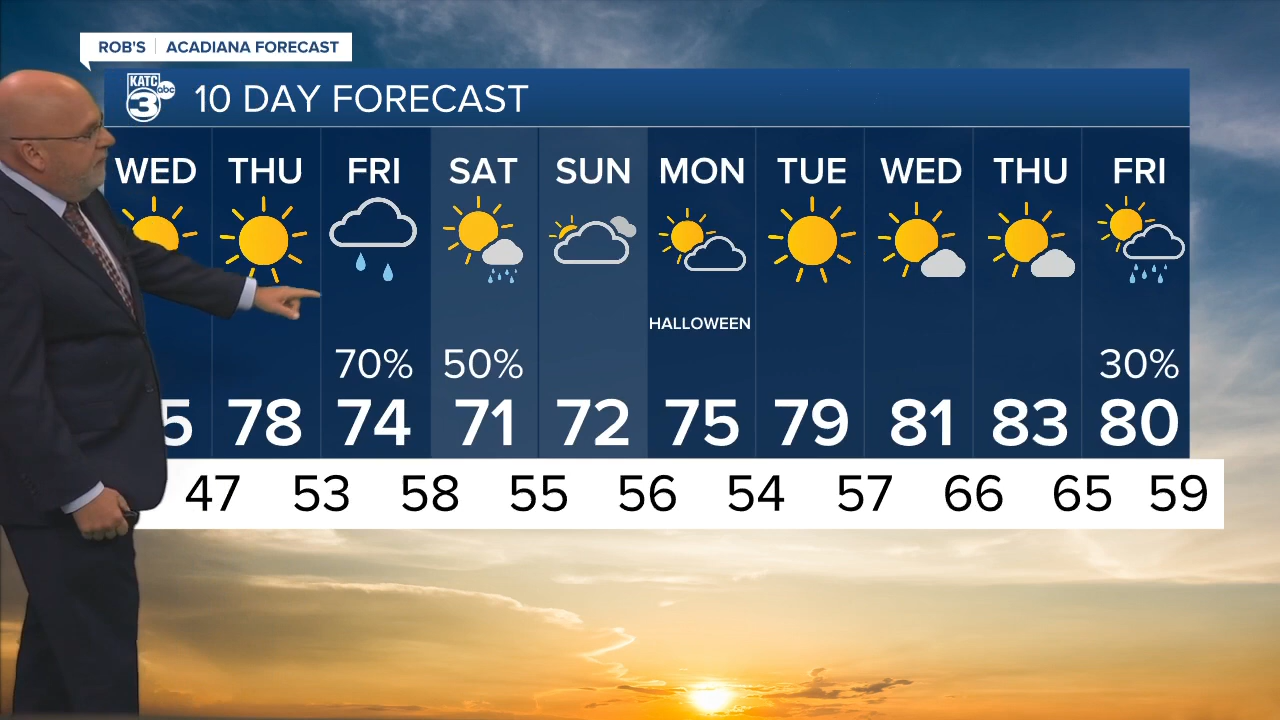 ROB'S | ACADIANA FORECAST
KATC
3 abc
10 DAY FORECAST
WED THU FRI SAT SUN MON TUE WED THU FRI
HALLOWEEN
70% 50% 30%
5 78 74 71 72 75 79 81 83 80
47 53 58 55 56 54 57 66 65 59